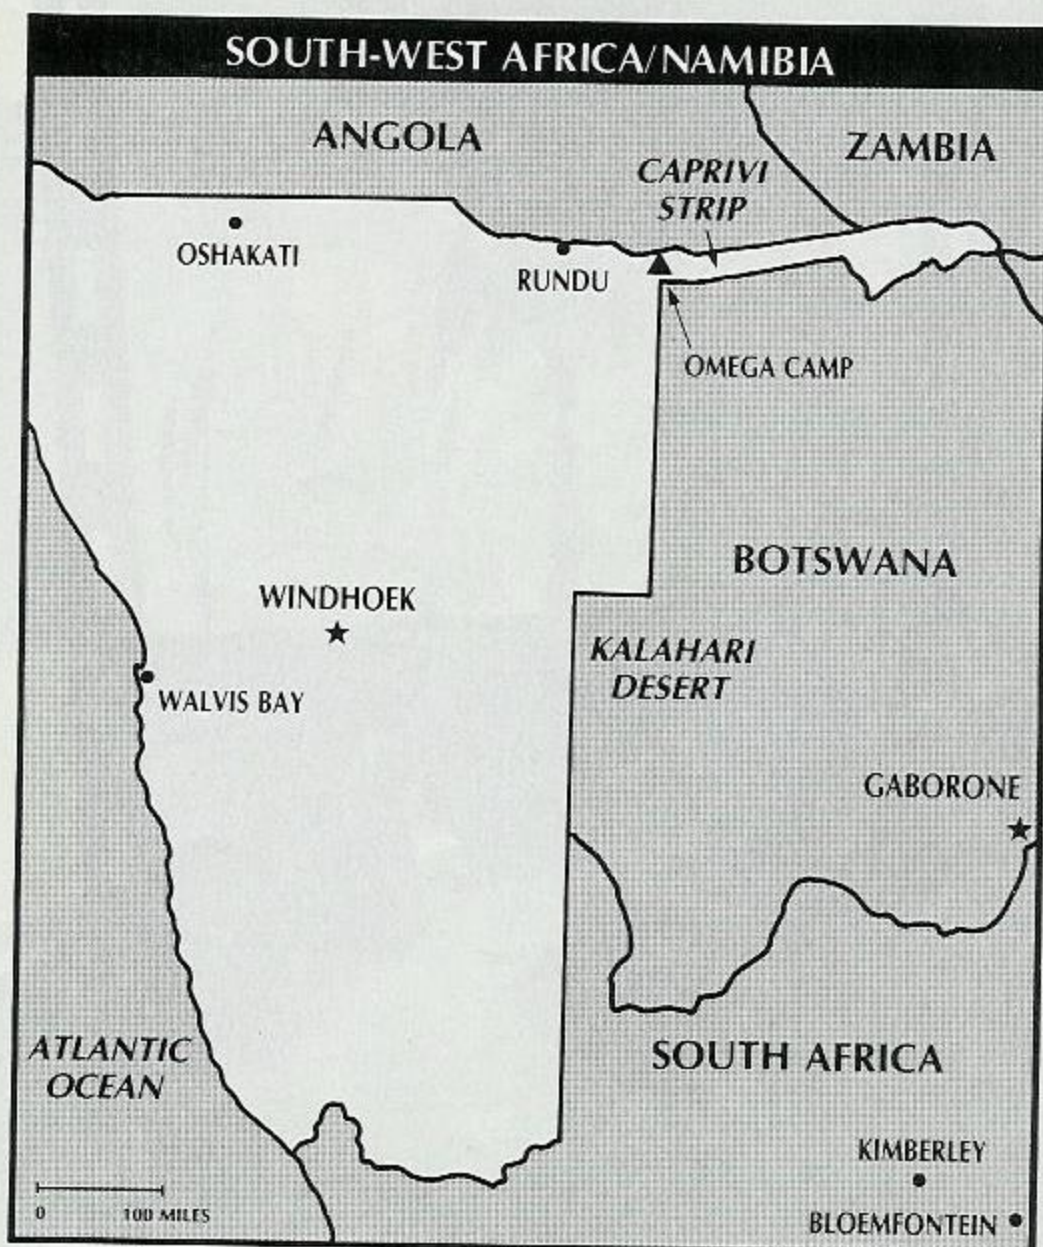 SOUTH-WEST AFRICA/NAMIBIA
ANGOLA
ZAMBIA
CAPRIVI
STRIP
OSHAKATI
RUNDU
OMEGA CAMP
BOTSWANA
WINDHOEK
KALAHARI
DESERT
WALVIS BAY
GABORONE
ATLANTIC
OCEAN
SOUTH AFRICA
KIMBERLEY
0 100 MILES
BLOEMFONTEIN